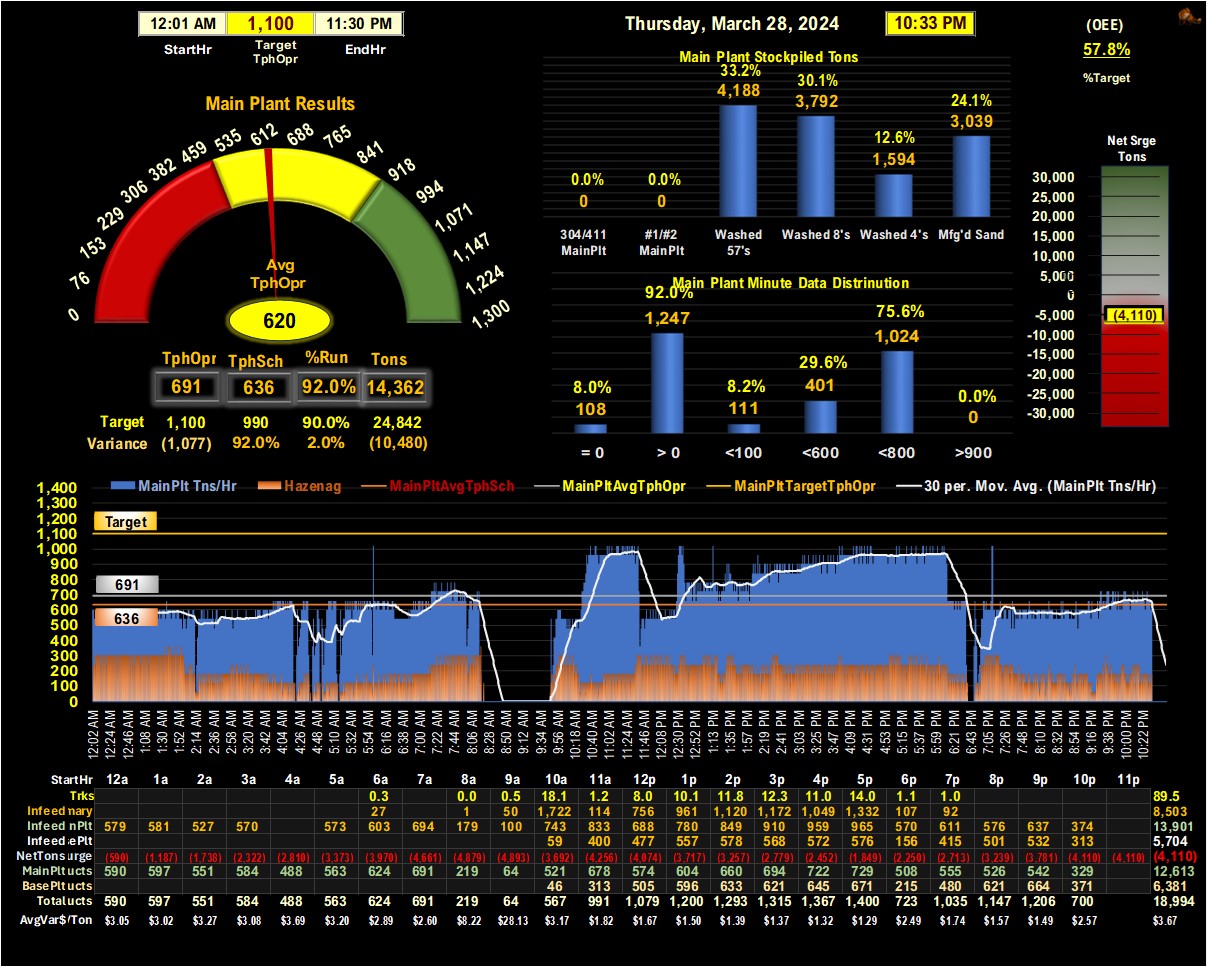 12:01 AM 1,100 11:30 PM
StartHr Target TphOpr EndHr
Thursday, March 28, 2024 10:33 PM
(OEE)
57.8%
%Target
Main Plant Results
0 76 153 229 306 382 459 535 612 688 765 841 918 994 1,071 1,147 1,224 1,300
Avg
TphOpr
620
TphOpr TphSch %Run Tons
691 636 92.0% 14,362
Target 1,100 990 90.0% 24,842
Variance (1,077) 92.0% 2.0% (10,480)
Main Plant Stockpiled Tons
0.0% 0.0% 33.2% 30.1% 12.6% 24.1%
0 0 4,188 3,792 1,594 3,039
304/411 MainPlt #1/#2 MainPlt Washed 57's Washed 8's Washed 4's Mfg'd Sand
Main Plant Minute Data Distrinution
8.0% 92.0% 8.2% 29.6% 75.6% 0.0%
108 1,247 111 401 1,024 0
= 0 > 0 <100 <600 <800 >900
Net Srge
Tons
30,000
25,000
20,000
15,000
10,000
5,000
0
-5,000 (4,110)
-10,000
-15,000
-20,000
-25,000
-30,000
MainPlt Tns/Hr Hazenag MainPltAvgTphSch MainPltAvgTphOpr MainPltTargetTphOpr 30 per. Mov. Avg. (MainPlt Tns/Hr)
1,400
1,300
1,200
Target
1,100
1,000
900
800
691
700
600
636
500
400
300
200
100
0
12:02 AM 12:24 AM 12:46 AM 1:08 AM 1:30 AM 1:52 AM 2:14 AM 2:36 AM 2:58 AM 3:20 AM 3:42 AM 4:04 AM 4:26 AM 4:48 AM 5:10 AM 5:32 AM 5:54 AM 6:16 AM 6:38 AM 7:00 AM 7:22 AM 7:44 AM 8:06 AM 8:28 AM 8:50 AM 9:12 AM 9:34 AM 9:56 AM 10:18 AM 10:40 AM 11:02 AM 11:24 AM 11:46 AM 12:08 PM 12:30 PM 12:52 PM 1:13 PM 1:35 PM 1:57 PM 2:19 PM 2:41 PM 3:03 PM 3:25 PM 3:47 PM 4:09 PM 4:31 PM 4:53 PM 5:15 PM 5:37 PM 5:59 PM 6:21 PM 6:43 PM 7:05 PM 7:26 PM 7:48 PM 8:10 PM 8:32 PM 8:54 PM 9:16 PM 9:38 PM 10:00 PM 10:22 PM
StartHr 12a 1a 2a 3a 4a 5a 6a 7a 8a 9a 10a 11a 12p 1p 2p 3p 4p 5p 6p 7p 8p 9p 10p 11p
Trks 0.3 0.0 0.5 18.1 1.2 8.0 10.1 11.8 12.3 11.0 14.0 1.1 1.0 89.5
Infeed nary 27 1 50 1,722 114 756 961 1,120 1,172 1,049 1,332 107 92 8,503
Infeed nPlt 579 581 527 570 573 603 694 179 100 743 833 688 780 849 910 959 965 570 611 576 637 374 13,901
Infeed ePlt 59 400 477 557 578 568 562 576 156 415 501 532 313 5,704
NetTons urge (590) (1,187) (1,738) (2,322) (2,810) (3,373) (3,970) (4,661) (4,879) (4,893) (3,692) (4,256) (4,074) (3,717) (3,257) (2,779) (2,452) (1,849) (2,250) (2,713) (3,239) (3,781) (4,110) (4,110) (4,110)
MainPlt ucts 590 597 551 584 488 563 624 691 219 64 521 678 574 604 660 694 722 729 508 555 526 542 329 12,613
BasePlt ucts 46 313 505 596 633 621 645 671 215 480 621 664 371 6,381
Total ucts 590 597 551 584 488 563 624 691 219 64 567 991 1,079 1,200 1,293 1,315 1,367 1,400 723 1,035 1,147 1,206 700 18,994
AvgVar$/Ton $3.05 $3.02 $3.27 $3.08 $3.69 $3.20 $2.89 $2.60 $8.22 $28.13 $3.17 $1.82 $1.67 $1.50 $1.39 $1.37 $1.32 $1.29 $2.49 $1.74 $1.57 $1.49 $2.57 $3.67